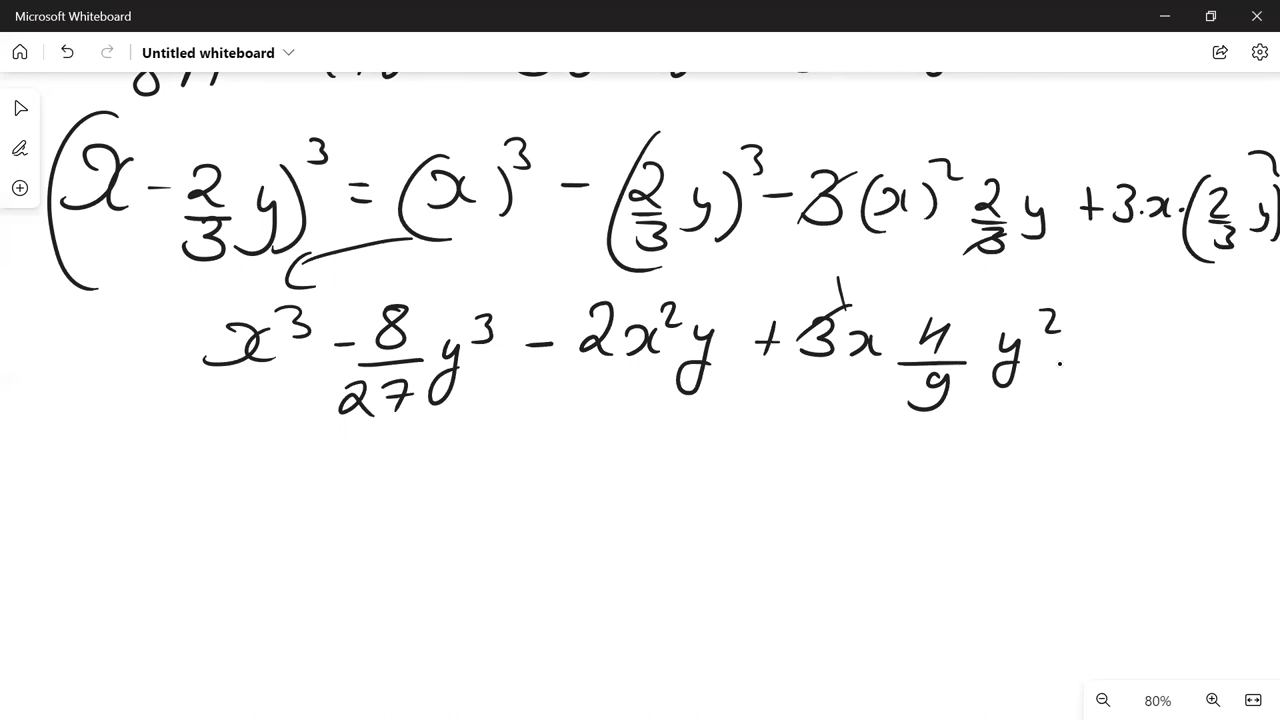 Microsoft Whiteboard
Untitled whiteboard
(x - 2/3 y)³ = (x)³ - (2/3 y)³ - 3(x)² 2/3 y + 3·x·(2/3 y)²
x³ - 8/27 y³ - 2x²y + 3x 4/9 y².
1
80%